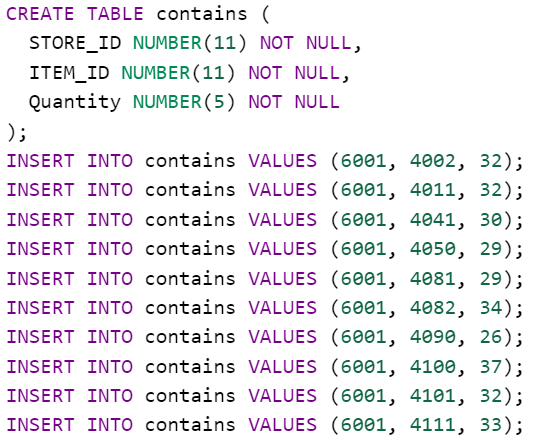 CREATE TABLE contains (
  STORE_ID NUMBER(11) NOT NULL,
  ITEM_ID NUMBER(11) NOT NULL,
  Quantity NUMBER(5) NOT NULL
);
INSERT INTO contains VALUES (6001, 4002, 32);
INSERT INTO contains VALUES (6001, 4011, 32);
INSERT INTO contains VALUES (6001, 4041, 30);
INSERT INTO contains VALUES (6001, 4050, 29);
INSERT INTO contains VALUES (6001, 4081, 29);
INSERT INTO contains VALUES (6001, 4082, 34);
INSERT INTO contains VALUES (6001, 4090, 26);
INSERT INTO contains VALUES (6001, 4100, 37);
INSERT INTO contains VALUES (6001, 4101, 32);
INSERT INTO contains VALUES (6001, 4111, 33);